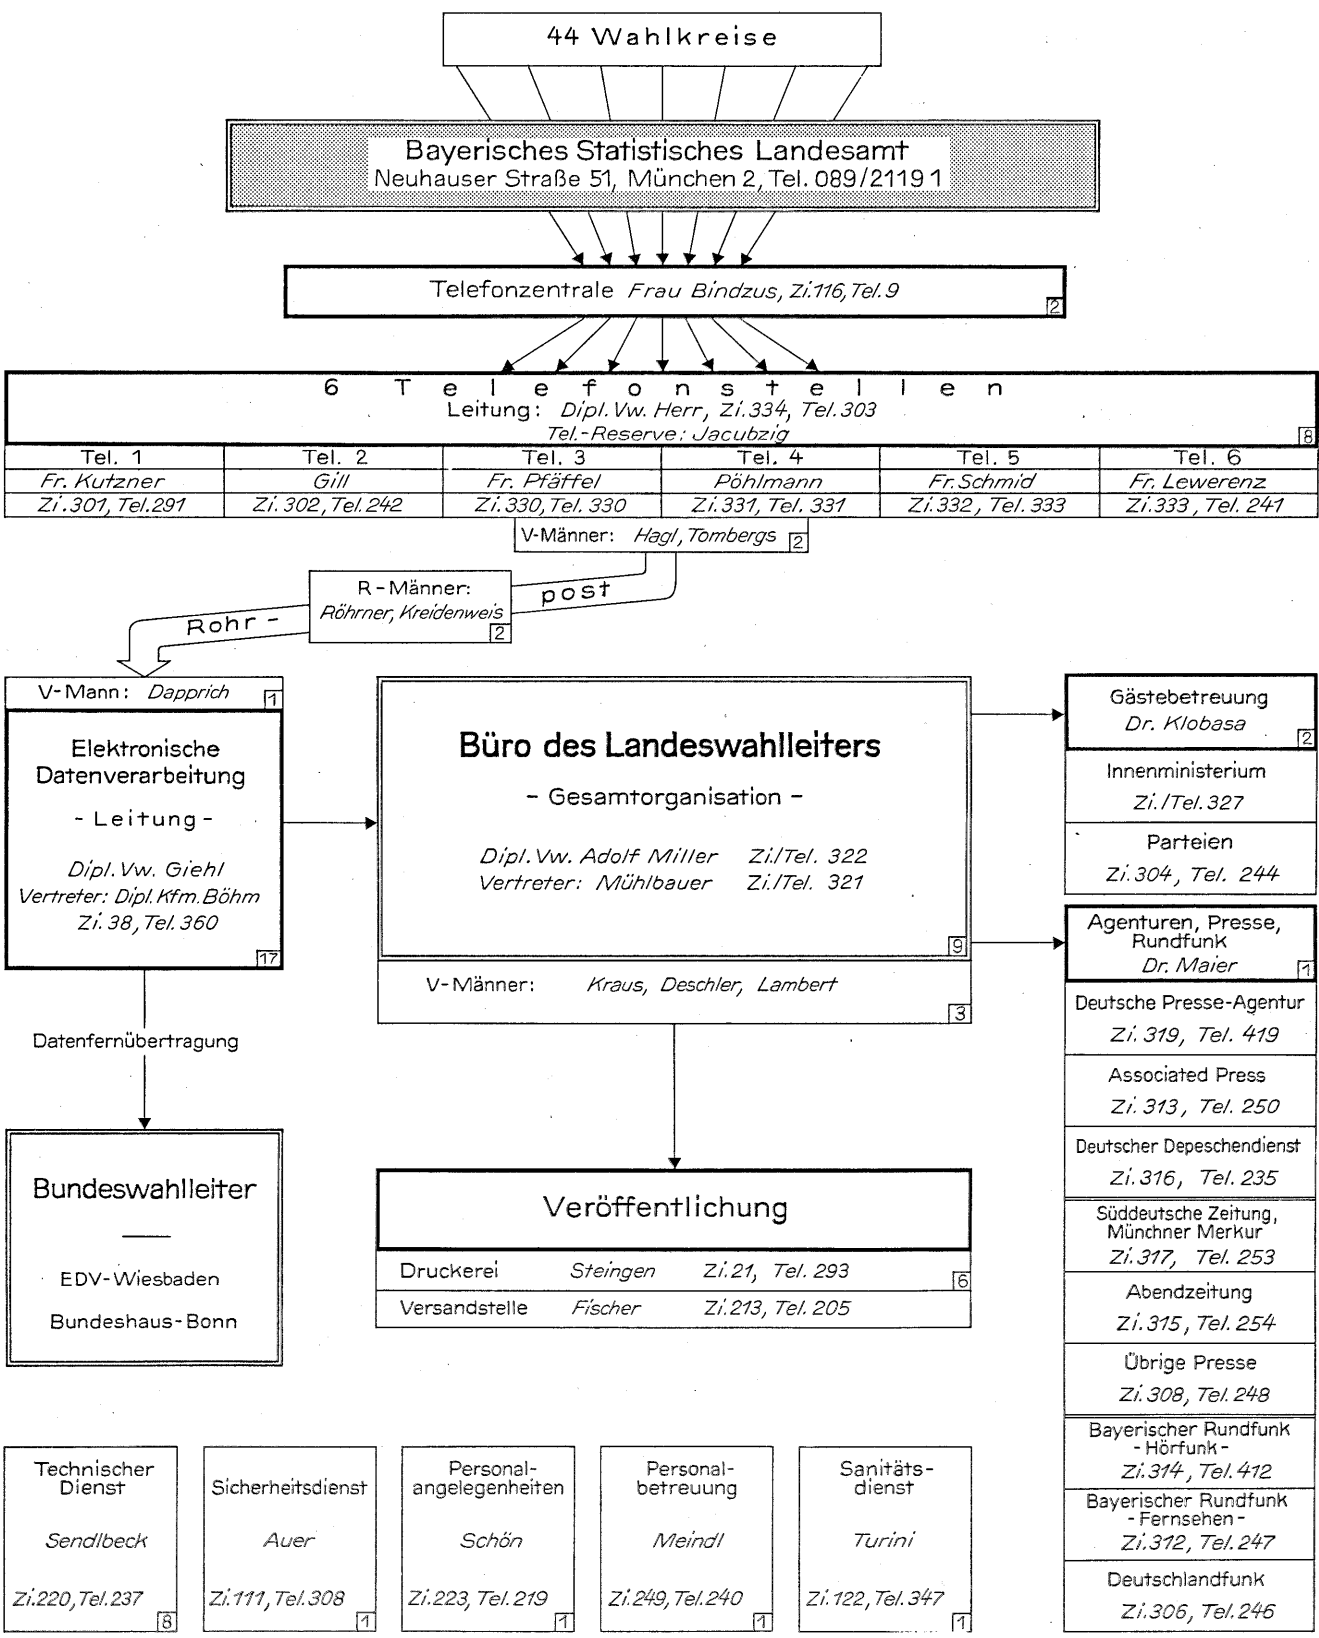 44 Wahlkreise
Bayerisches Statistisches Landesamt
Neuhauser Straße 51, München 2, Tel. 089/21191
Telefonzentrale Frau Bindzus, Zi.116, Tel.9
2
6 Telefonstellen
Leitung: Dipl. Vw. Herr, Zi.334, Tel.303
Tel.-Reserve: Jacubzig
8
Tel. 1 Tel. 2 Tel. 3 Tel. 4 Tel. 5 Tel. 6
Fr. Kutzner Gill Fr. Pfäffel Pöhlmann Fr. Schmid Fr. Lewerenz
Zi.301, Tel.291 Zi.302, Tel.242 Zi.330, Tel.330 Zi.331, Tel.331 Zi.332, Tel.333 Zi.333, Tel.241
V-Männer: Hagl, Tombergs 2
R-Männer:
Röhrner, Kreidenweis
2
Rohr-
post
V-Mann: Dapprich 1
Elektronische
Datenverarbeitung
- Leitung -
Dipl. Vw. Giehl
Vertreter: Dipl. Kfm. Böhm
Zi.38, Tel.360
17
Datenfernübertragung
Bundeswahlleiter
EDV-Wiesbaden
Bundeshaus-Bonn
Büro des Landeswahlleiters
- Gesamtorganisation -
Dipl. Vw. Adolf Miller Zi./Tel. 322
Vertreter: Mühlbauer Zi./Tel. 321
9
V-Männer: Kraus, Deschler, Lambert
3
Veröffentlichung
Druckerei Steingen Zi.21, Tel. 293
6
Versandstelle Fischer Zi.213, Tel. 205
Gästebetreuung
Dr. Klobasa
2
Innenministerium
Zi./Tel. 327
Parteien
Zi.304, Tel. 244
Agenturen, Presse,
Rundfunk
Dr. Maier
1
Deutsche Presse-Agentur
Zi.319, Tel. 419
Associated Press
Zi.313, Tel. 250
Deutscher Depeschendienst
Zi.316, Tel. 235
Süddeutsche Zeitung,
Münchner Merkur
Zi.317, Tel. 253
Abendzeitung
Zi.315, Tel. 254
Übrige Presse
Zi.308, Tel. 248
Bayerischer Rundfunk
- Hörfunk -
Zi.314, Tel. 412
Bayerischer Rundfunk
- Fernsehen -
Zi.312, Tel. 247
Deutschlandfunk
Zi.306, Tel. 246
Technischer
Dienst
Sendlbeck
Zi.220, Tel.237
8
Sicherheitsdienst
Auer
Zi.111, Tel.308
1
Personal-
angelegenheiten
Schön
Zi.223, Tel.219
1
Personal-
betreuung
Meindl
Zi.249, Tel.240
1
Sanitäts-
dienst
Turini
Zi.122, Tel.347
1